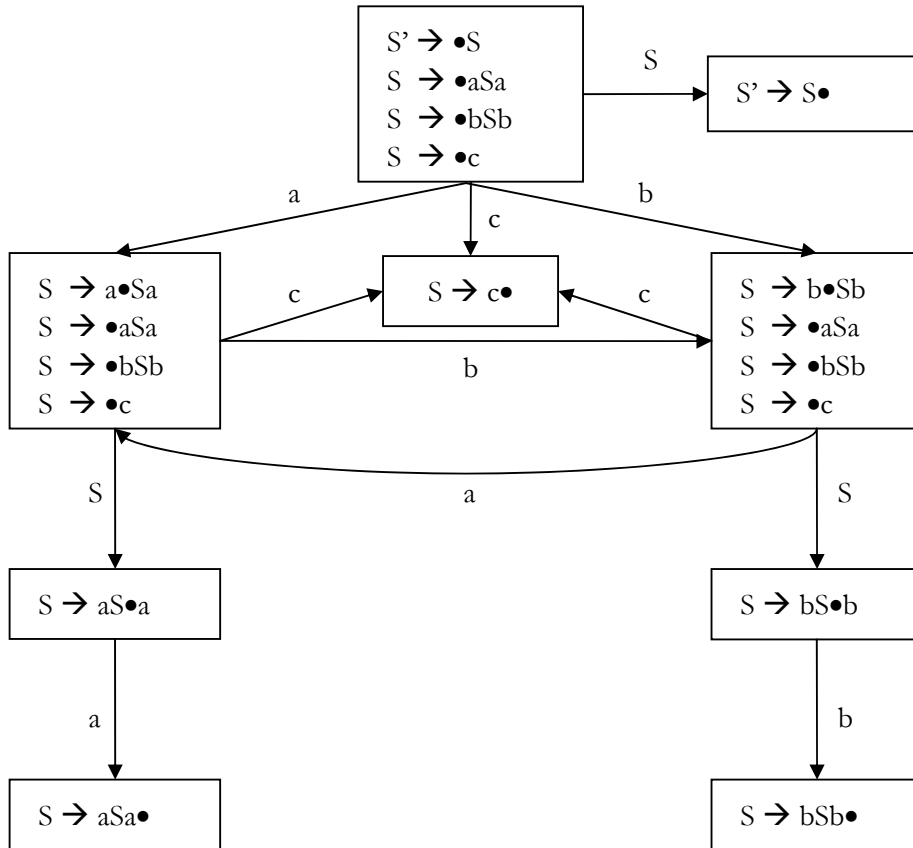 S’ → ●S
S → ●aSa
S → ●bSb
S → ●c
S
S’ → S●
a
c
b
S → a●Sa
S → ●aSa
S → ●bSb
S → ●c
c
S → c●
c
S → b●Sb
S → ●aSa
S → ●bSb
S → ●c
b
a
S
S
S → aS●a
S → bS●b
a
b
S → aSa●
S → bSb●